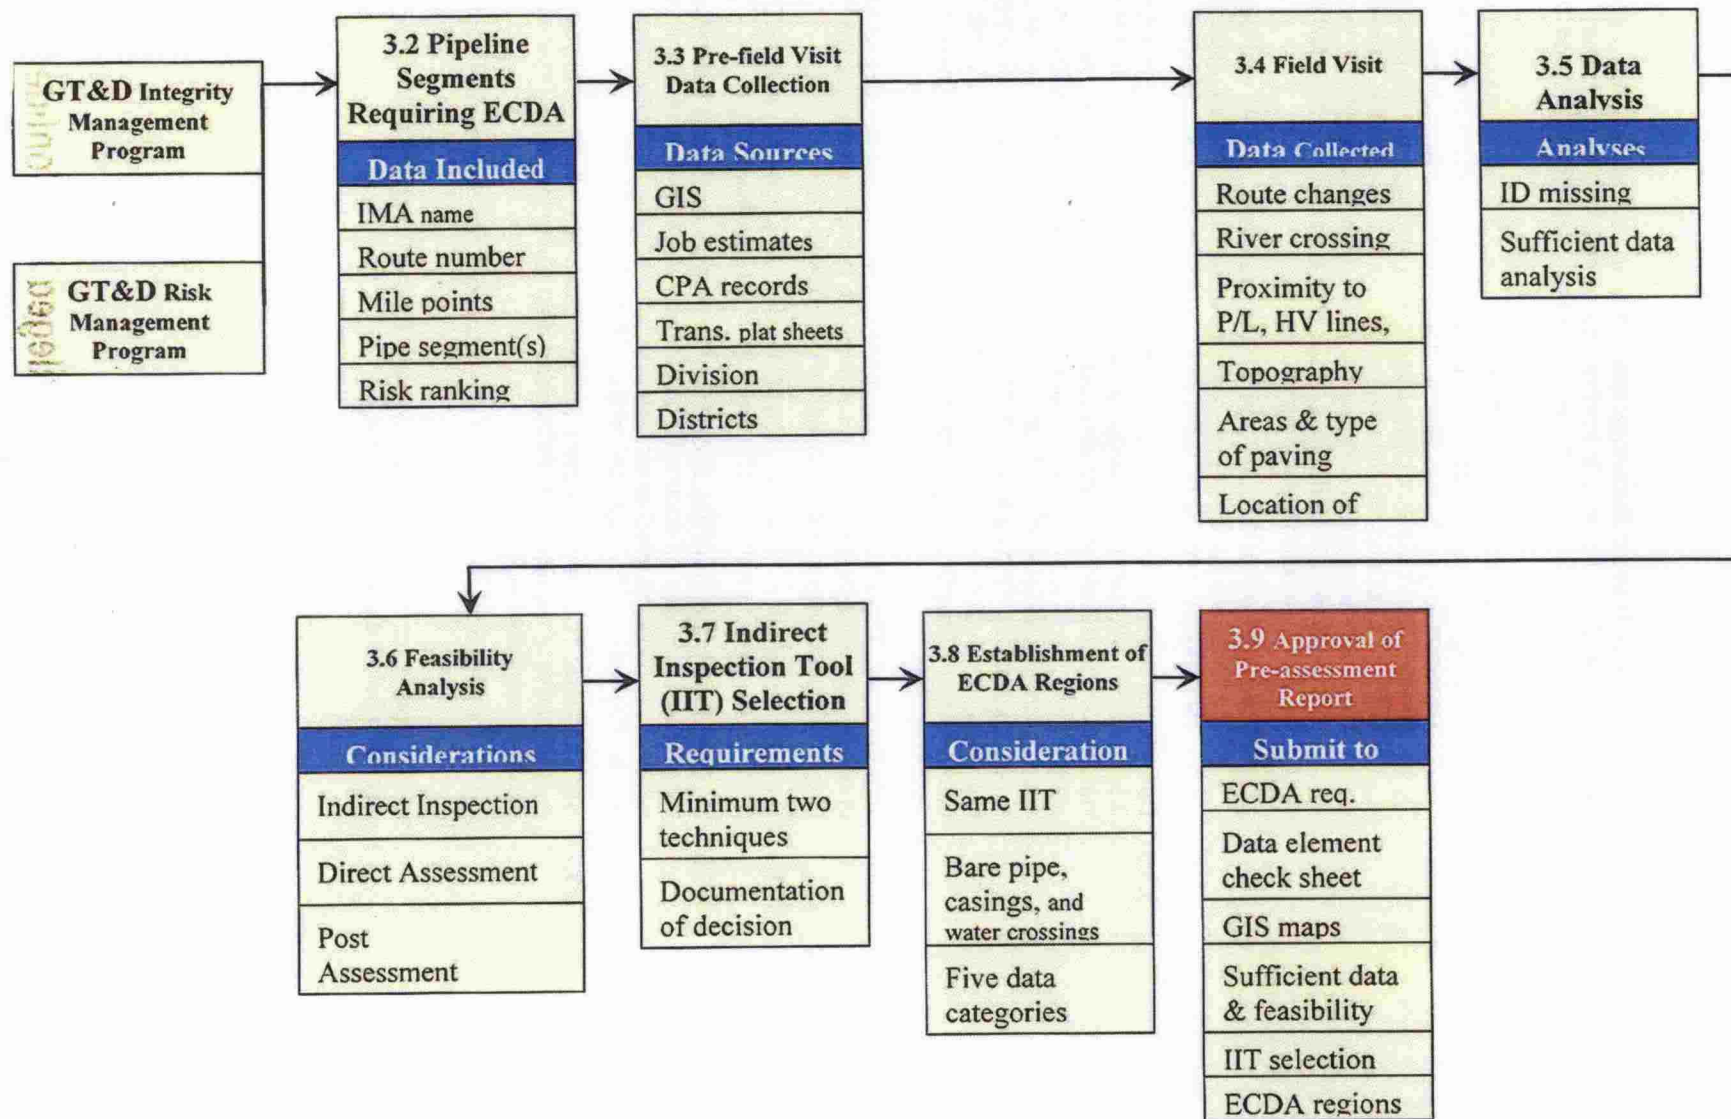 GT&D Integrity
Management
Program
GT&D Risk
Management
Program
3.2 Pipeline
Segments
Requiring ECDA
Data Included
IMA name
Route number
Mile points
Pipe segment(s)
Risk ranking
3.3 Pre-field Visit
Data Collection
Data Sources
GIS
Job estimates
CPA records
Trans. plat sheets
Division
Districts
3.4 Field Visit
Data Collected
Route changes
River crossing
Proximity to
P/L, HV lines,
Topography
Areas & type
of paving
Location of
3.5 Data
Analysis
Analyses
ID missing
Sufficient data
analysis
3.6 Feasibility
Analysis
Considerations
Indirect Inspection
Direct Assessment
Post
Assessment
3.7 Indirect
Inspection Tool
(IIT) Selection
Requirements
Minimum two
techniques
Documentation
of decision
3.8 Establishment of
ECDA Regions
Consideration
Same IIT
Bare pipe,
casings, and
water crossings
Five data
categories
3.9 Approval of
Pre-assessment
Report
Submit to
ECDA req.
Data element
check sheet
GIS maps
Sufficient data
& feasibility
IIT selection
ECDA regions